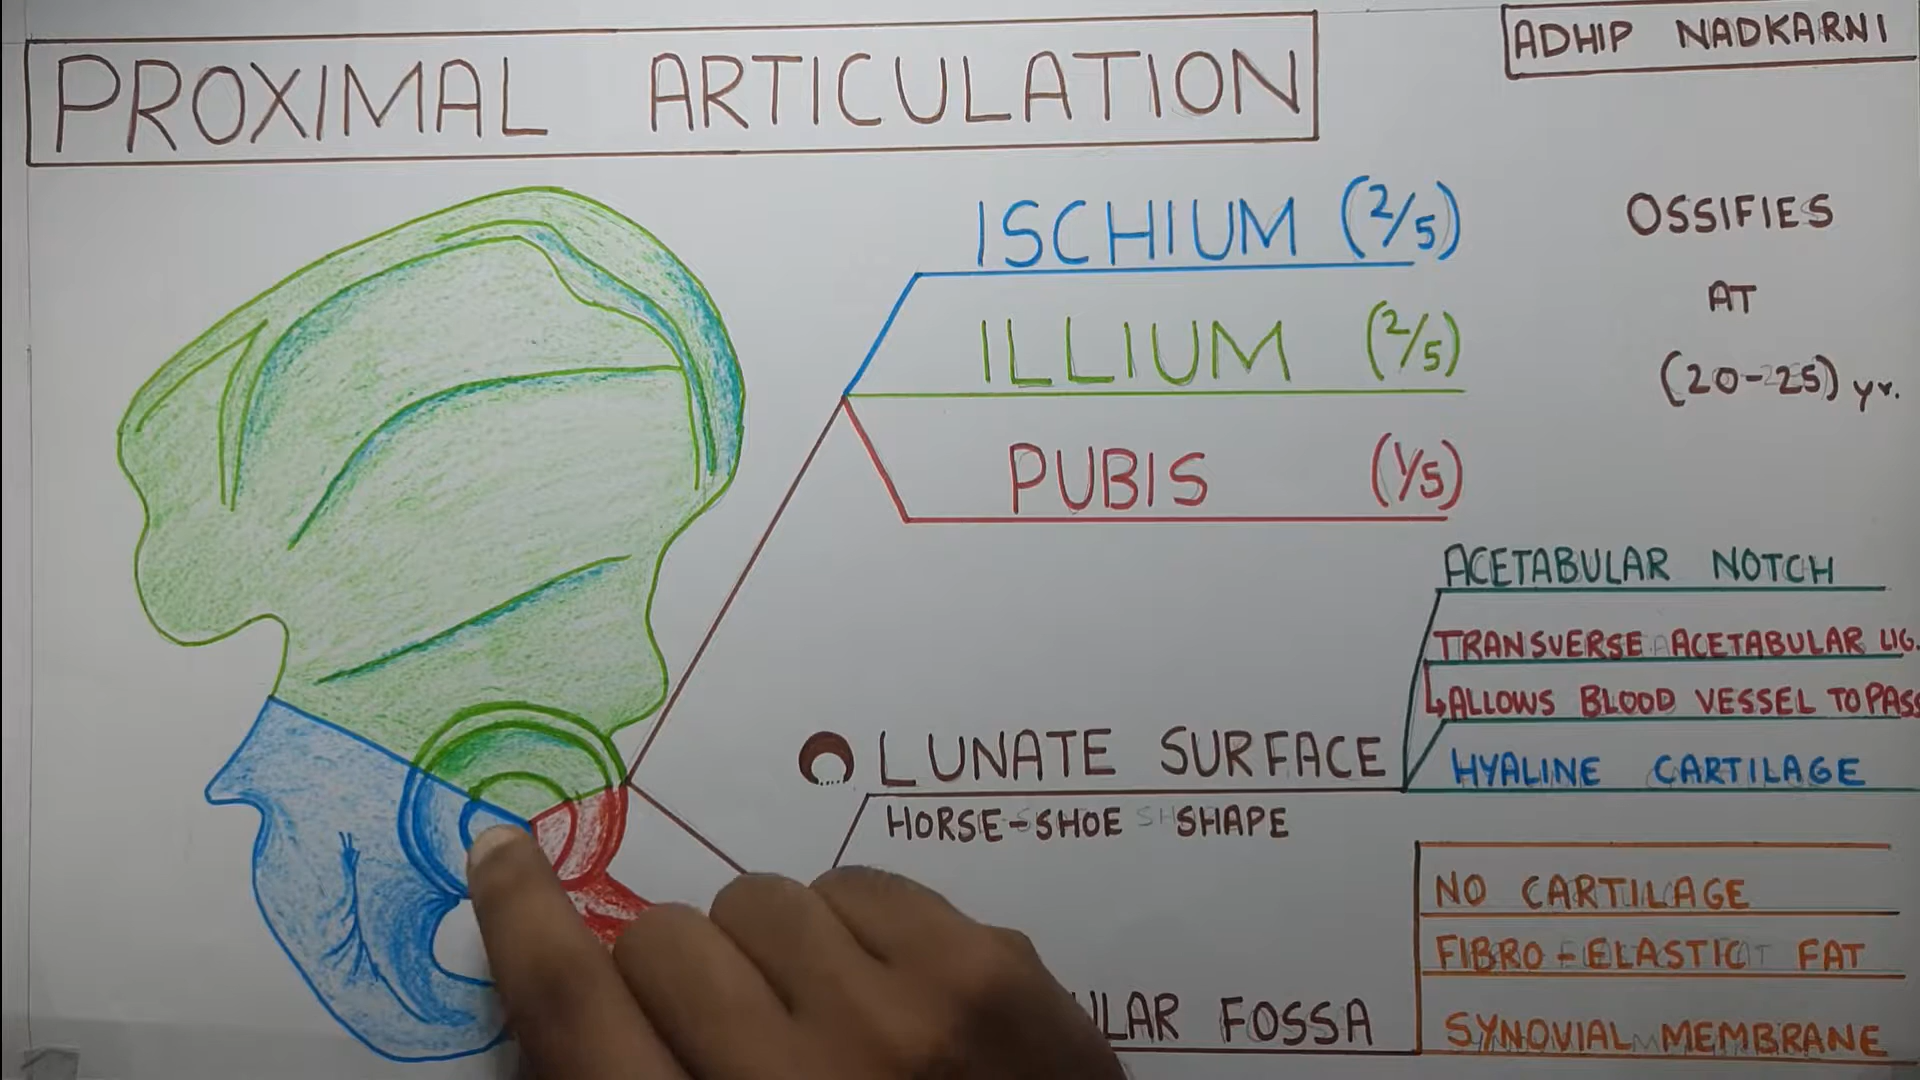 PROXIMAL ARTICULATION
ADHIP NADKARNI
ISCHIUM (2/5)
ILLIUM (2/5)
PUBIS (1/5)
OSSIFIES
AT
(20-25) yr.
LUNATE SURFACE
HORSE-SHOE SHAPE
ACETABULAR NOTCH
TRANSVERSE ACETABULAR LIG.
↳ALLOWS BLOOD VESSEL TO PASS
HYALINE CARTILAGE
FOSSA
NO CARTILAGE
FIBRO-ELASTIC FAT
SYNOVIAL MEMBRANE